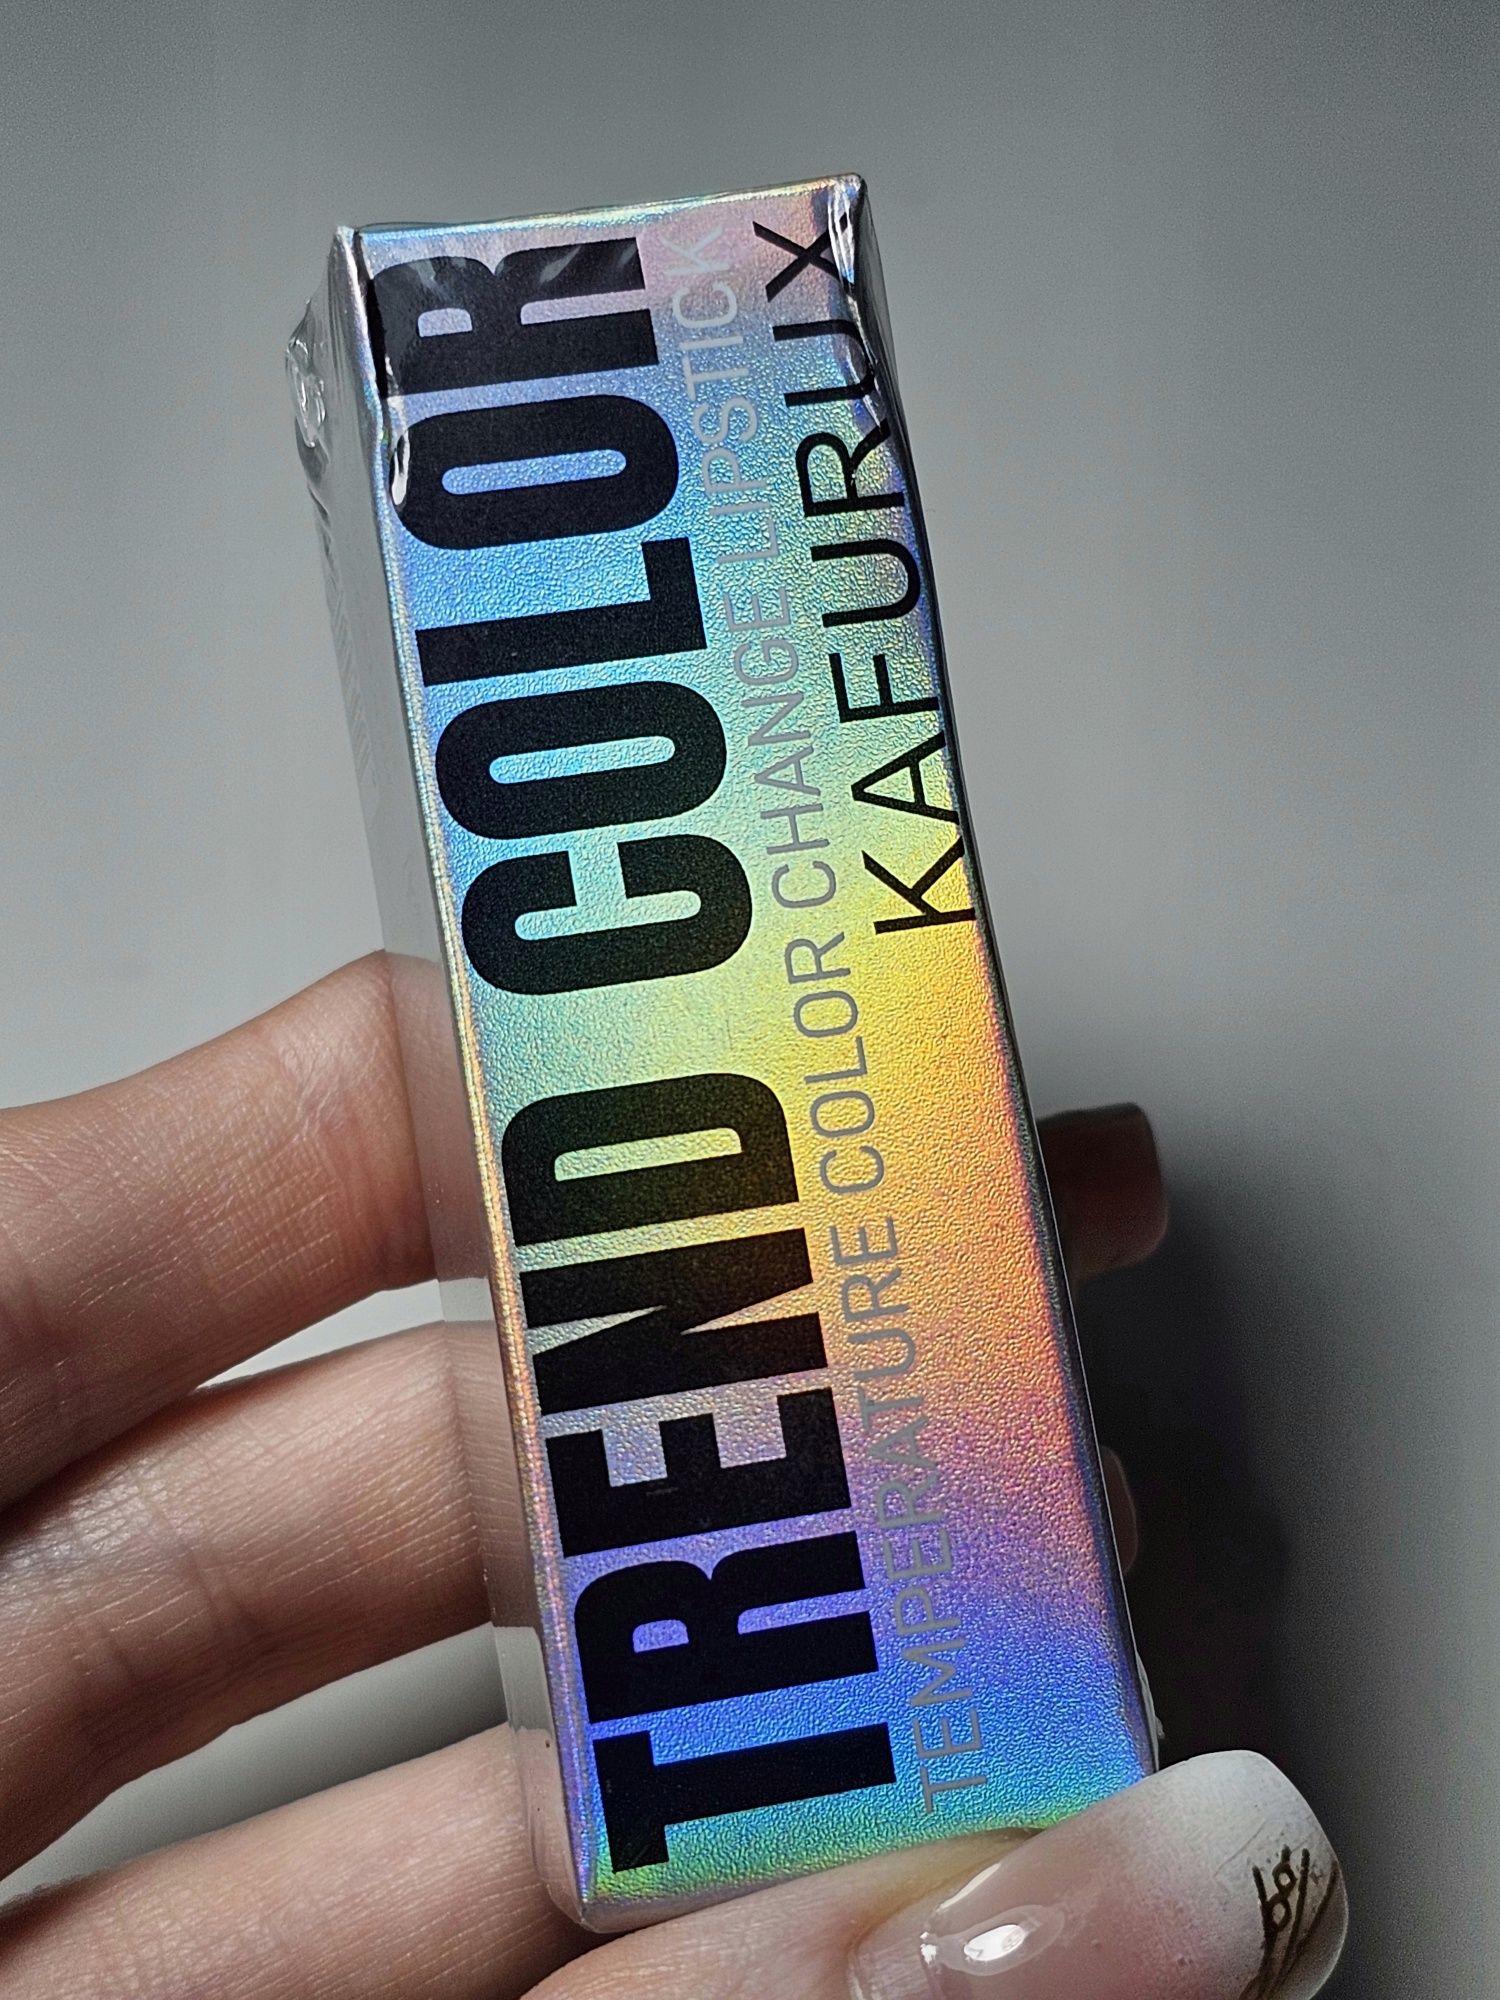 TREND COLOR
TEMPERATURE COLOR CHANGE LIPSTICK
KAFURUX